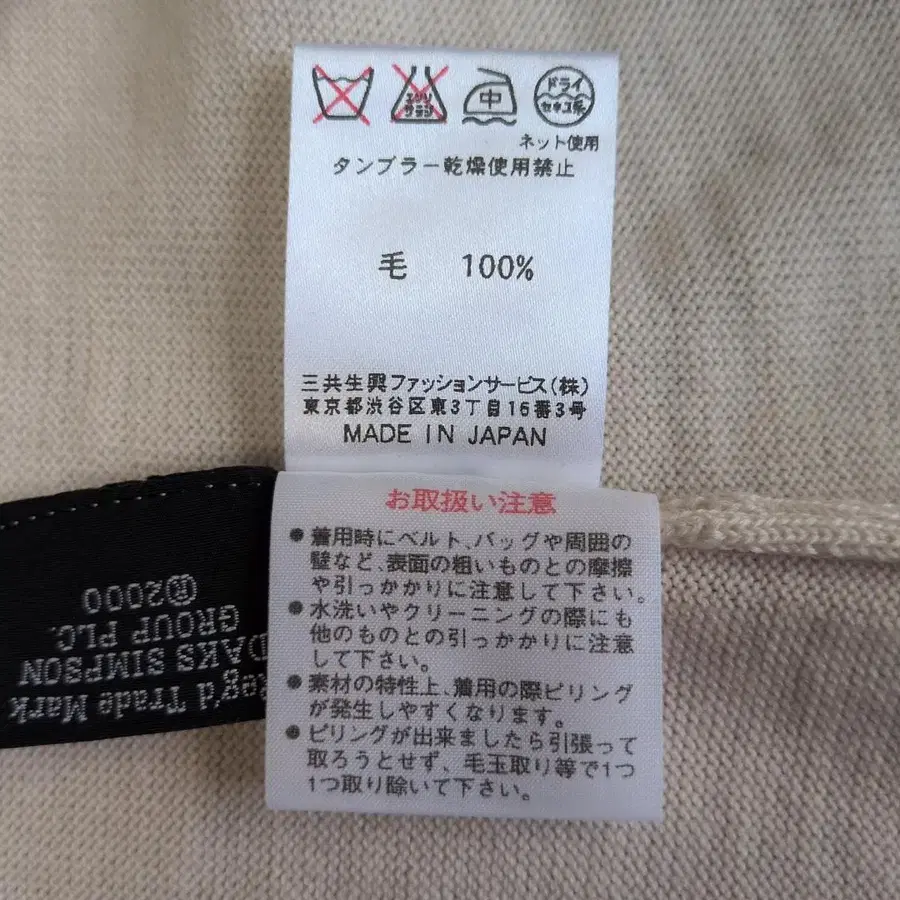 エンソ
サラシ
中
ドライ
セキユ系
ネット使用
タンブラー乾燥使用禁止
毛 100%
三共生興ファッションサービス(株)
東京都渋谷区東3丁目16番3号
MADE IN JAPAN
お取扱い注意
●着用時にベルト、バッグや周囲の
壁など、表面の粗いものとの摩擦
や引っかかりに注意して下さい。
●水洗いやクリーニングの際にも
他のものとの引っかかりに注意
して下さい。
●素材の特性上、着用の際ピリング
が発生しやすくなります。
●ピリングが出来ましたら引張って
取ろうとせず、毛玉取り等で1つ
1つ取り除いて下さい。
Reg'd Trade Mark
DAKS SIMPSON
GROUP PLC.
©2000